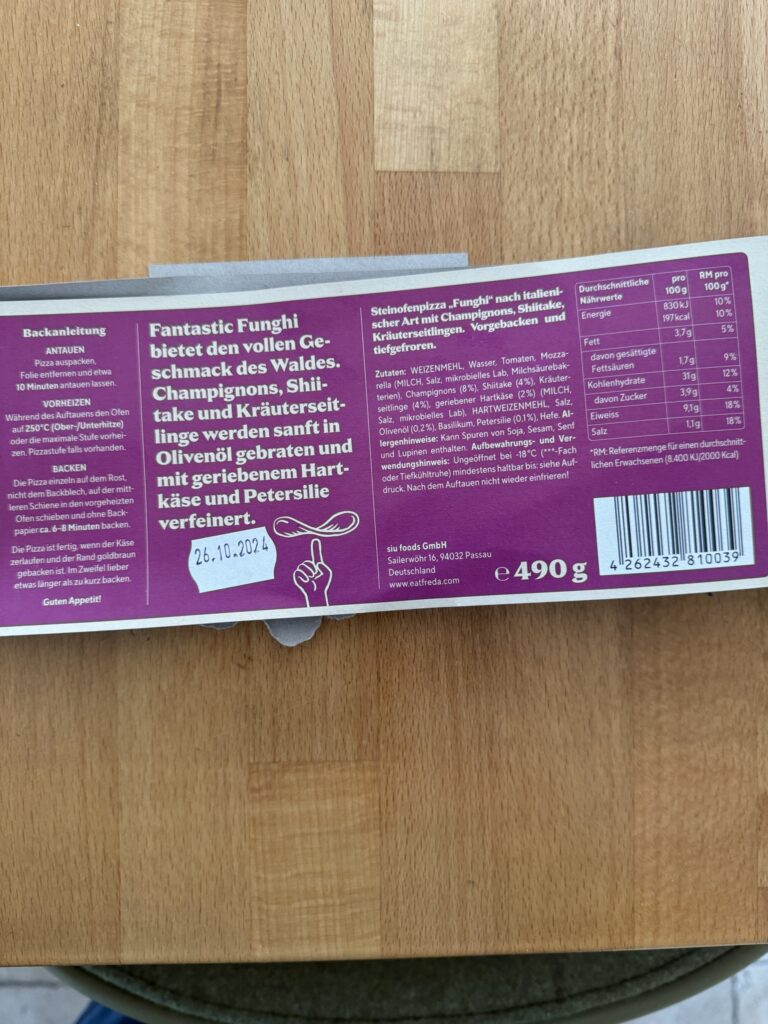 Backanleitung
ANTAUEN
Pizza auspacken,
Folie entfernen und etwa
10 Minuten antauen lassen.
VORHEIZEN
Während des Auftauens den Ofen
auf 250°C (Ober-/Unterhitze)
oder die maximale Stufe vorhei-
zen. Pizzastufe falls vorhanden.
BACKEN
Die Pizza einzeln auf dem Rost,
nicht dem Backblech, auf der mitt-
leren Schiene in den vorgeheizten
Ofen schieben und ohne Back-
papier ca. 6–8 Minuten backen.
Die Pizza ist fertig, wenn der Käse
zerlaufen und der Rand goldbraun
gebacken ist. Im Zweifel lieber
etwas länger als zu kurz backen.
Guten Appetit!
Fantastic Funghi
bietet den vollen Ge-
schmack des Waldes.
Champignons, Shii-
take und Kräuterseit-
linge werden sanft in
Olivenöl gebraten und
mit geriebenem Hart-
käse und Petersilie
verfeinert.
26.10.2024
Steinofenpizza „Funghi“ nach italieni-
scher Art mit Champignons, Shiitake,
Kräuterseitlingen. Vorgebacken und
tiefgefroren.
Zutaten: WEIZENMEHL, Wasser, Tomaten, Mozza-
rella (MILCH, Salz, mikrobielles Lab, Milchsäurebak-
terien), Champignons (8%), Shiitake (4%), Kräuter-
seitlinge (4%), geriebener Hartkäse (2%) (MILCH,
Salz, mikrobielles Lab), HARTWEIZENMEHL, Salz,
Olivenöl (0,2%), Basilikum, Petersilie (0,1%), Hefe. Al-
lergenhinweise: Kann Spuren von Soja, Sesam, Senf
und Lupinen enthalten. Aufbewahrungs- und Ver-
wendungshinweis: Ungeöffnet bei -18°C (***-Fach
oder Tiefkühltruhe) mindestens haltbar bis: siehe Auf-
druck. Nach dem Auftauen nicht wieder einfrieren!
siu foods GmbH
Sailerwöhr 16, 94032 Passau
Deutschland
www.eatfreda.com
℮ 490 g
Durchschnittliche Nährwerte pro 100g RM pro 100g*
Energie 830 kJ 10%
197 kcal 10%
Fett 3,7g 5%
davon gesättigte
Fettsäuren 1,7g 9%
Kohlenhydrate 31g 12%
davon Zucker 3,9g 4%
Eiweiss 9,1g 18%
Salz 1,1g 18%
*RM: Referenzmenge für einen durchschnitt-
lichen Erwachsenen (8.400 KJ/2000 Kcal)
4 262432 810039